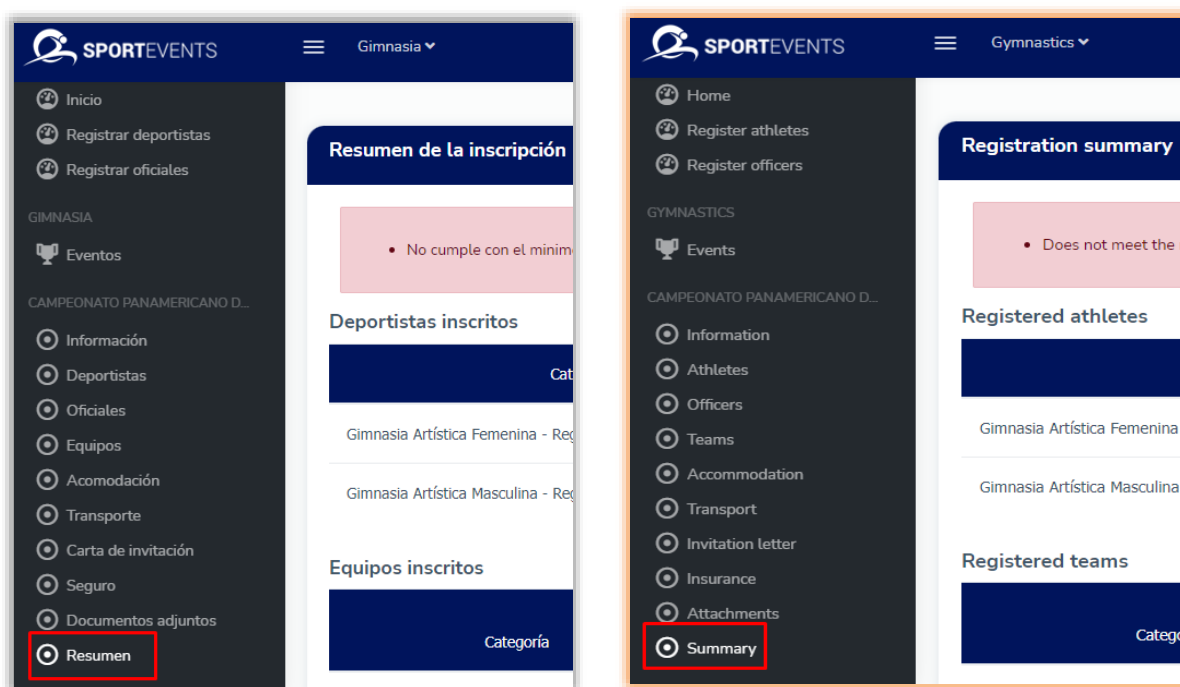 SPORTEVENTS
Gimnasia
Inicio
Registrar deportistas
Registrar oficiales
GIMNASIA
Eventos
CAMPEONATO PANAMERICANO D...
Información
Deportistas
Oficiales
Equipos
Acomodación
Transporte
Carta de invitación
Seguro
Documentos adjuntos
Resumen
Resumen de la inscripción
No cumple con el minim
Deportistas inscritos
Cat
Gimnasia Artística Femenina - Reg
Gimnasia Artística Masculina - Reg
Equipos inscritos
Categoría
SPORTEVENTS
Gymnastics
Home
Register athletes
Register officers
GYMNASTICS
Events
CAMPEONATO PANAMERICANO D...
Information
Athletes
Officers
Teams
Accommodation
Transport
Invitation letter
Insurance
Attachments
Summary
Registration summary
Does not meet the
Registered athletes
Gimnasia Artística Femenina
Gimnasia Artística Masculina
Registered teams
Catego